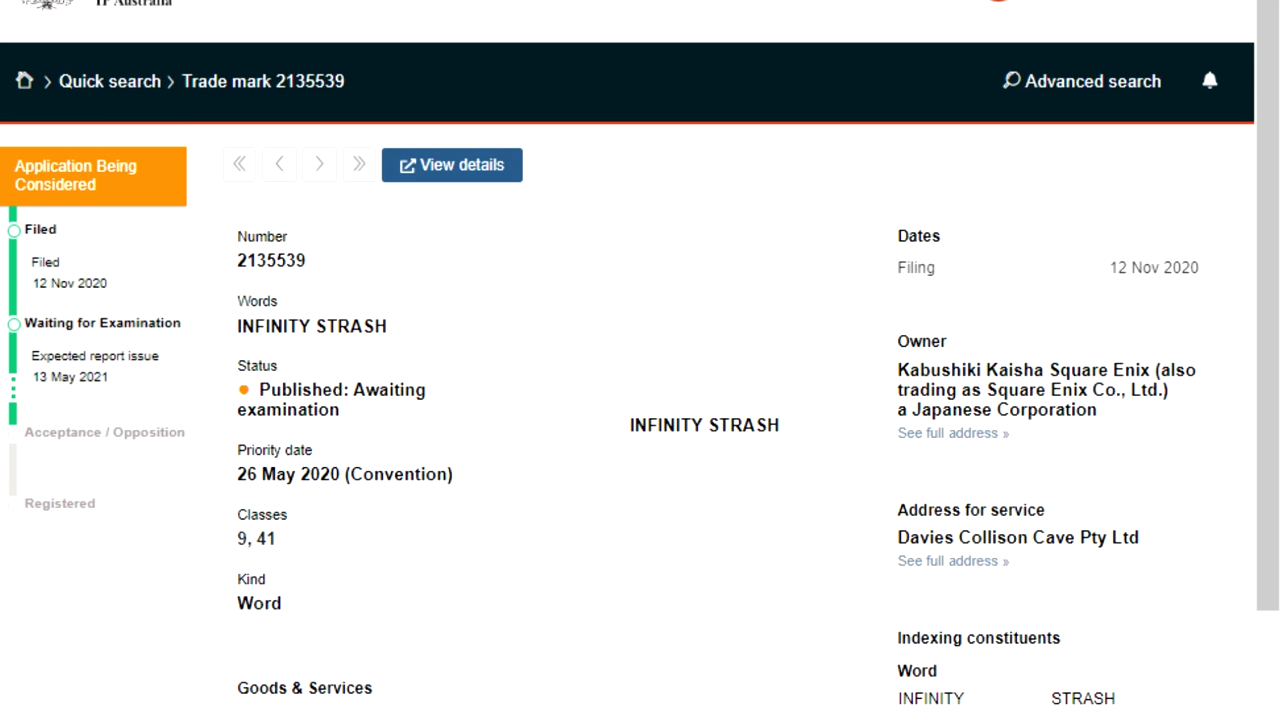 IP Australia
Quick search > Trade mark 2135539
Advanced search
Application Being
Considered
View details
Filed
Filed
12 Nov 2020
Waiting for Examination
Expected report issue
13 May 2021
Acceptance / Opposition
Registered
Number
2135539
Words
INFINITY STRASH
Status
Published: Awaiting
examination
Priority date
26 May 2020 (Convention)
Classes
9, 41
Kind
Word
Goods & Services
INFINITY STRASH
Dates
Filing 12 Nov 2020
Owner
Kabushiki Kaisha Square Enix (also
trading as Square Enix Co., Ltd.)
a Japanese Corporation
See full address »
Address for service
Davies Collison Cave Pty Ltd
See full address »
Indexing constituents
Word
INFINITY STRASH